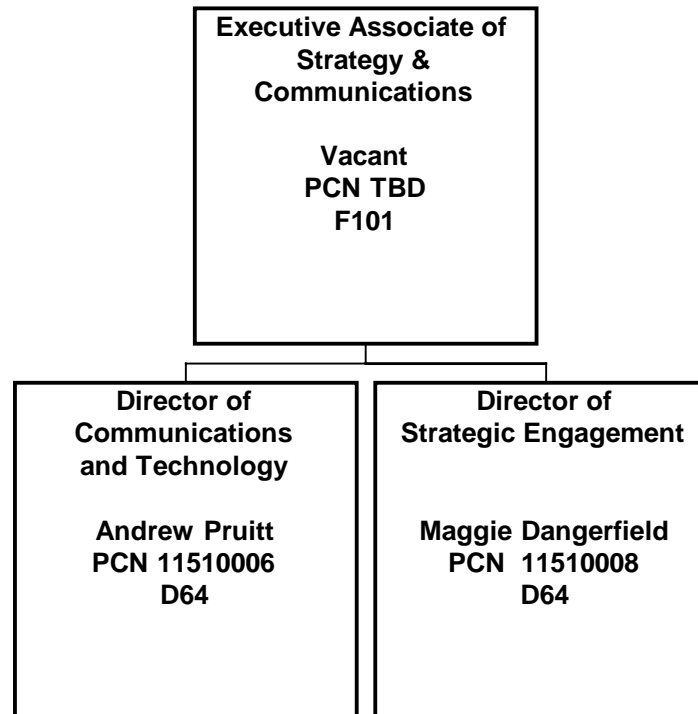 Executive Associate of
Strategy &
Communications
Vacant
PCN TBD
F101
Director of
Communications
and Technology
Andrew Pruitt
PCN 11510006
D64
Director of
Strategic Engagement
Maggie Dangerfield
PCN  11510008
D64